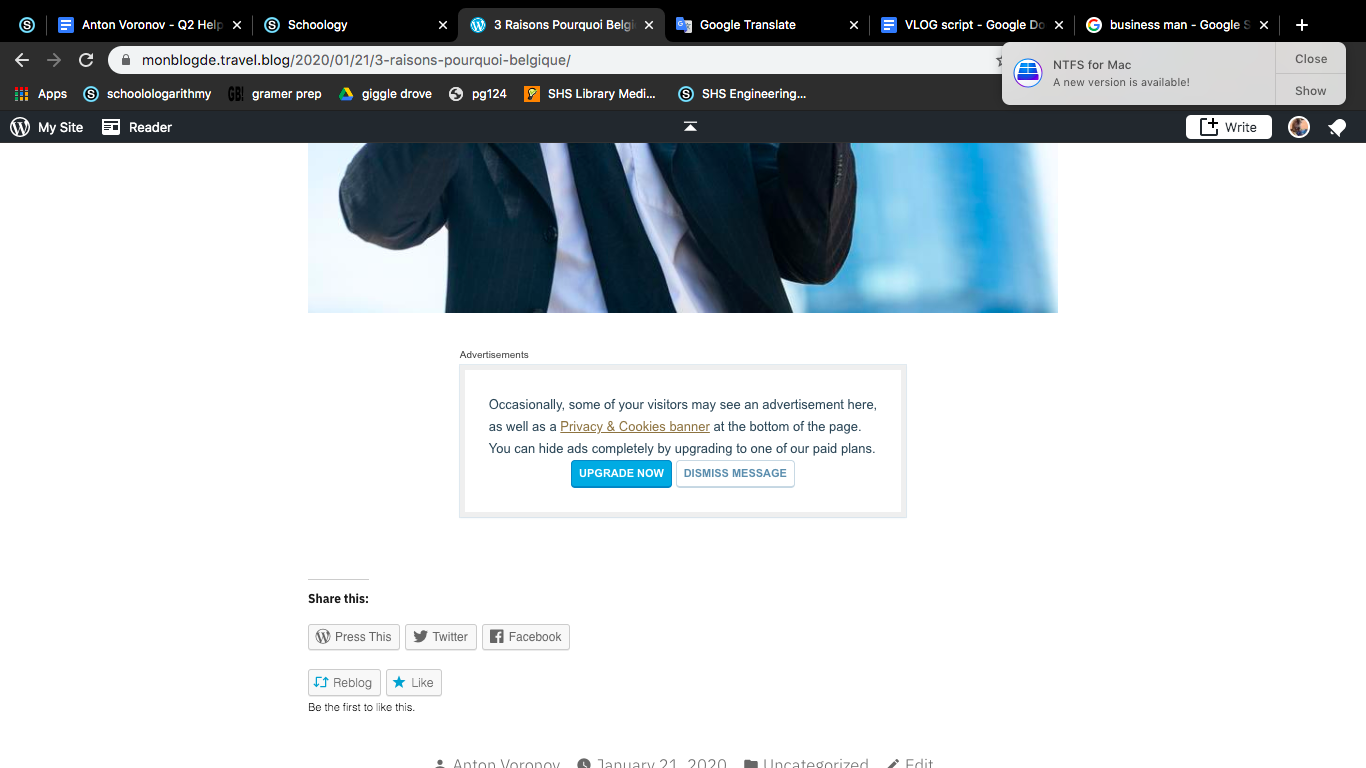 Anton Voronov - Q2 Help
Schoology
3 Raisons Pourquoi Belgi
Google Translate
VLOG script - Google Do
business man - Google S
monblogde.travel.blog/2020/01/21/3-raisons-pourquoi-belgique/
NTFS for Mac
A new version is available!
Close
Show
Apps
schoolologarithmy
GB!
gramer prep
giggle drove
pg124
SHS Library Medi...
SHS Engineering...
My Site
Reader
Write
Advertisements
Occasionally, some of your visitors may see an advertisement here,
as well as a Privacy & Cookies banner at the bottom of the page.
You can hide ads completely by upgrading to one of our paid plans.
UPGRADE NOW
DISMISS MESSAGE
Share this:
Press This
Twitter
Facebook
Reblog
Like
Be the first to like this.
Anton Voronov
January 21, 2020
Uncategorized
Edit